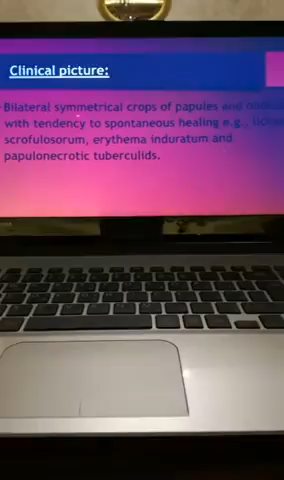 Clinical picture:
Bilateral symmetrical crops of papules and
with tendency to spontaneous healing e.g.,
scrofulosorum, erythema induratum and
papulonecrotic tuberculids.